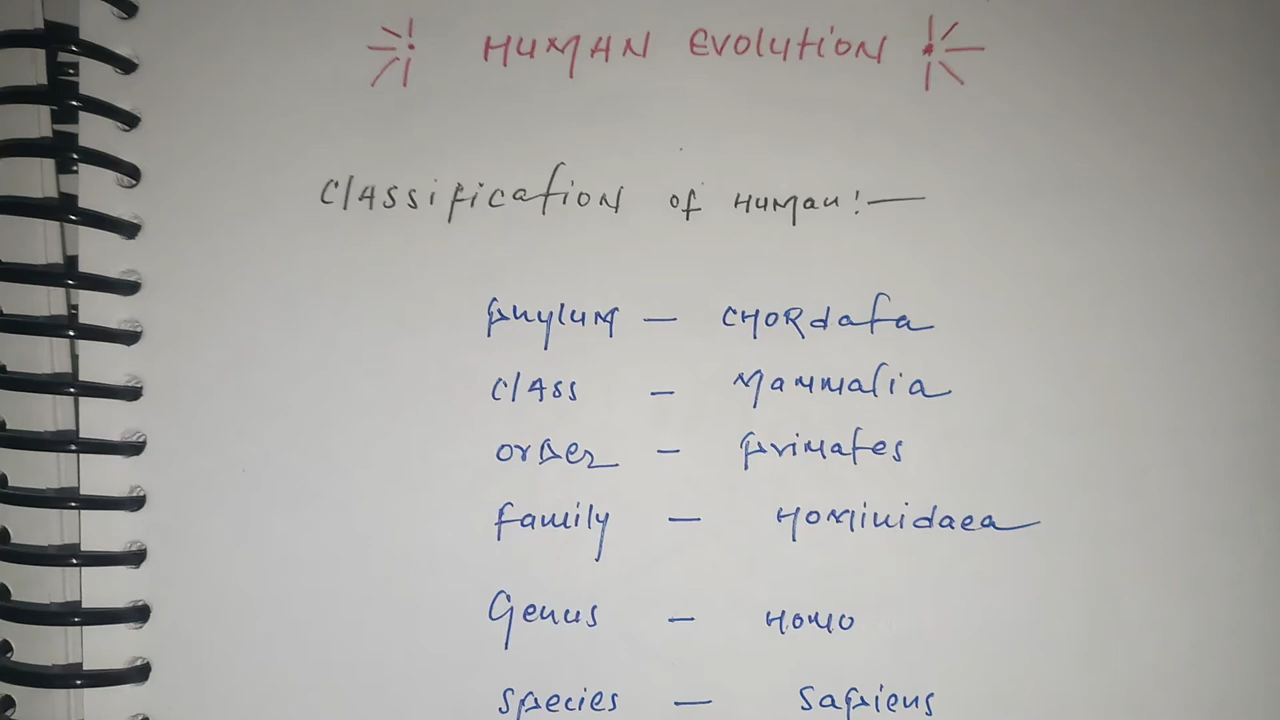 HUMAN EVOLUTION
Classification of Human:—
phylum — CHORdata
Class — Mammalia
order — primates
family — Hominidaea
Genus — Homo
Species — Sapiens